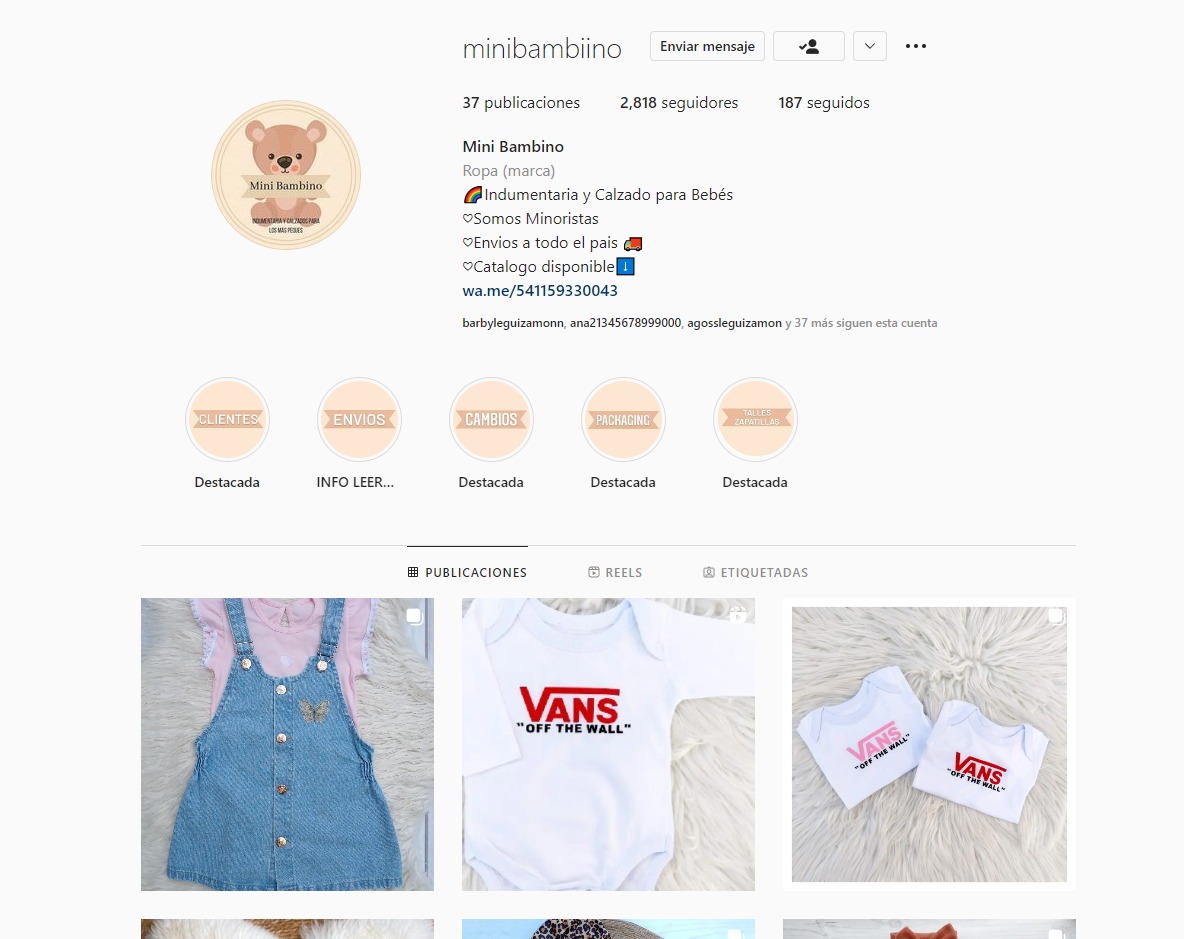 minibambiino
Enviar mensaje
37 publicaciones 2,818 seguidores 187 seguidos
Mini Bambino
Ropa (marca)
🌈Indumentaria y Calzado para Bebés
♡Somos Minoristas
♡Envios a todo el pais 🚚
♡Catalogo disponible⬇️
wa.me/541159330043
barbyleguizamonn, ana21345678999000, agossleguizamon y 37 más siguen esta cuenta
Mini Bambino
INDUMENTARIA Y CALZADOS PARA
LOS MÁS PEQUES
CLIENTES
ENVIOS
CAMBIOS
PACKAGING
TALLES
ZAPATILLAS
Destacada
INFO LEER...
Destacada
Destacada
Destacada
PUBLICACIONES
REELS
ETIQUETADAS
VANS
"OFF THE WALL"
VANS
"OFF THE WALL"
VANS
"OFF THE WALL"